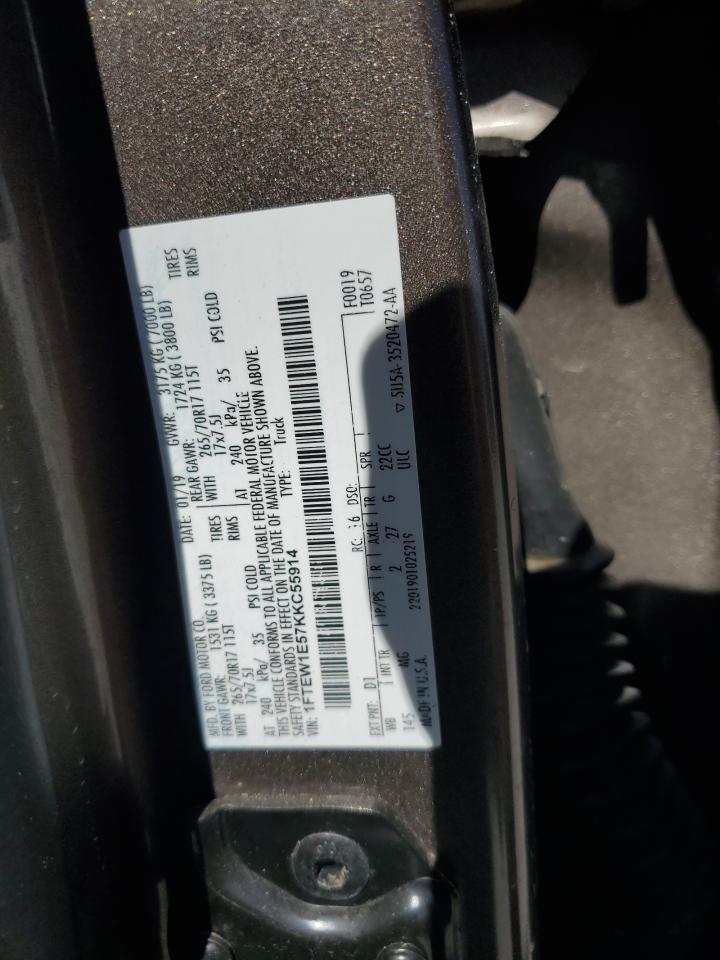 MFD. BY FORD MOTOR CO. DATE: 01/19 GVWR: 3175 KG ( 7000 LB)
FRONT GAWR: 1531 KG ( 3375 LB) REAR GAWR: 1724 KG ( 3800 LB)
WITH 265/70R17 115T TIRES WITH 265/70R17 115T TIRES
17x7.5J RIMS 17x7.5J RIMS
AT 240 kPa/ 35 PSI COLD AT 240 kPa/ 35 PSI COLD
THIS VEHICLE CONFORMS TO ALL APPLICABLE FEDERAL MOTOR VEHICLE
SAFETY STANDARDS IN EFFECT ON THE DATE OF MANUFACTURE SHOWN ABOVE.
VIN: 1FTEW1E57KKC55914 TYPE: Truck
F0019
T0657
EXT PNT: D1 RC: DSO:
WB INT TR TP/PS R AXLE TR SPR
145 MG 2 27 G 22CC
MADE IN U.S.A. 2201901025219 ULC ▽ 5U5A-3520472-AA